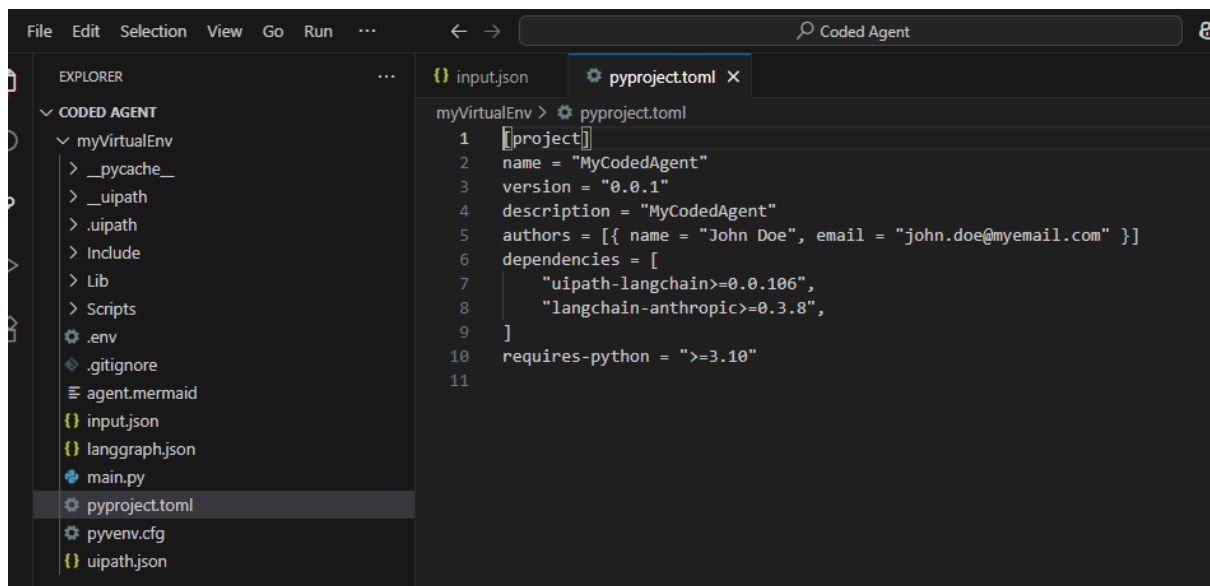 File Edit Selection View Go Run ···
Coded Agent
EXPLORER ···
CODED AGENT
myVirtualEnv
__pycache__
__uipath
.uipath
Include
Lib
Scripts
.env
.gitignore
agent.mermaid
{} input.json
{} langgraph.json
main.py
pyproject.toml
pyvenv.cfg
{} uipath.json
{} input.json pyproject.toml ×
myVirtualEnv > pyproject.toml
1 [project]
2 name = "MyCodedAgent"
3 version = "0.0.1"
4 description = "MyCodedAgent"
5 authors = [{ name = "John Doe", email = "john.doe@myemail.com" }]
6 dependencies = [
7 "uipath-langchain>=0.0.106",
8 "langchain-anthropic>=0.3.8",
9 ]
10 requires-python = ">=3.10"
11